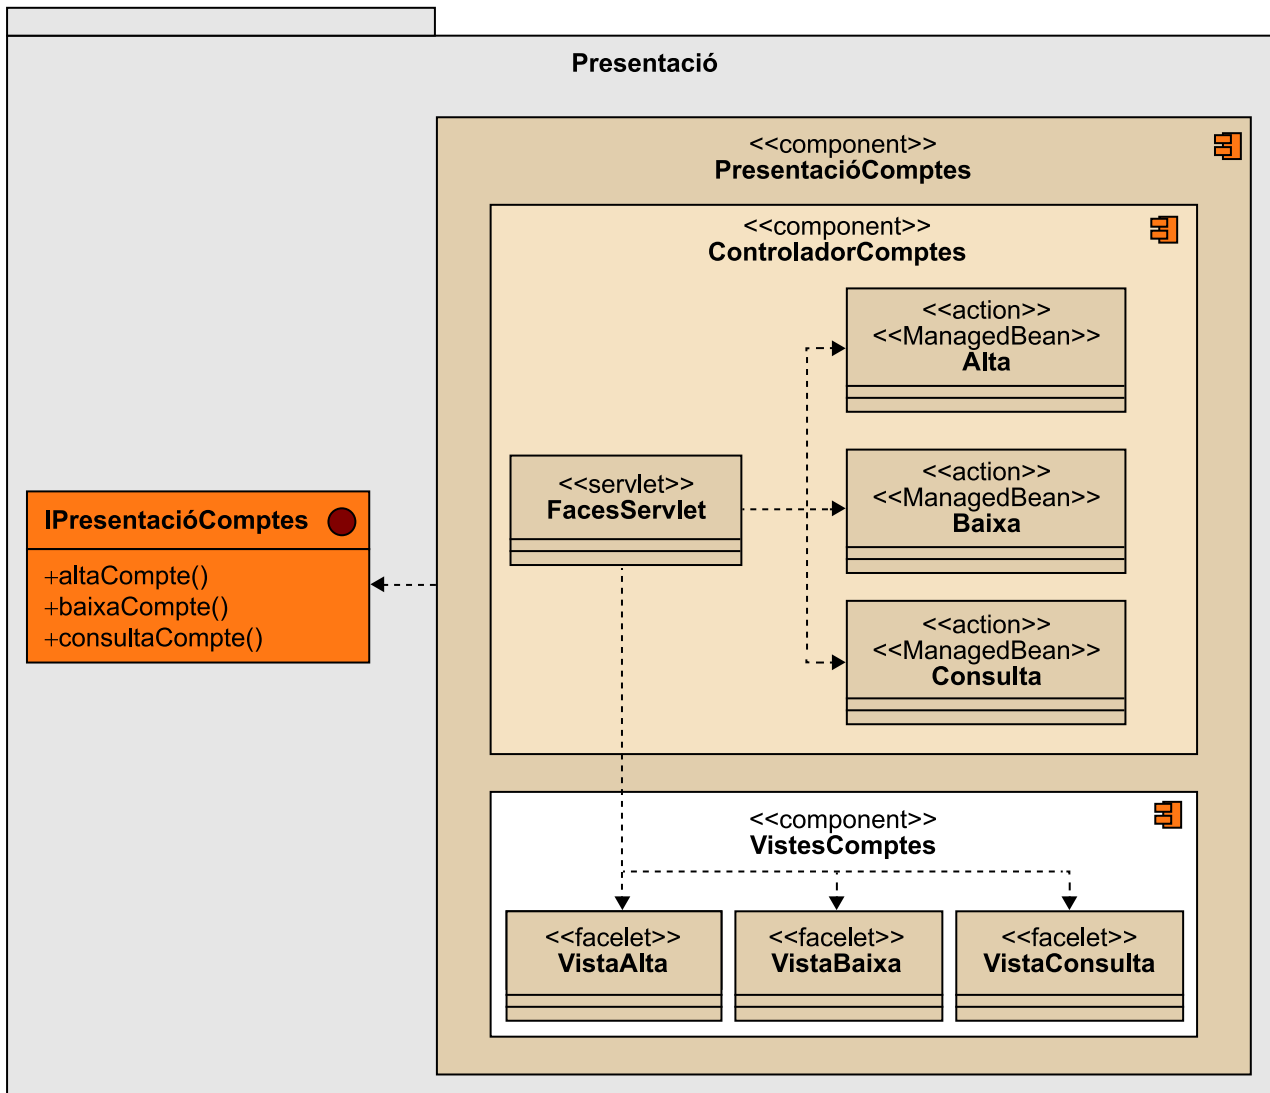 Presentació
<<component>>
PresentacióComptes
<<component>>
ControladorComptes
<<action>>
<<ManagedBean>>
Alta
<<servlet>>
FacesServlet
<<action>>
<<ManagedBean>>
Baixa
<<action>>
<<ManagedBean>>
Consulta
IPresentacióComptes
+altaCompte()
+baixaCompte()
+consultaCompte()
<<component>>
VistesComptes
<<facelet>>
VistaAlta
<<facelet>>
VistaBaixa
<<facelet>>
VistaConsulta